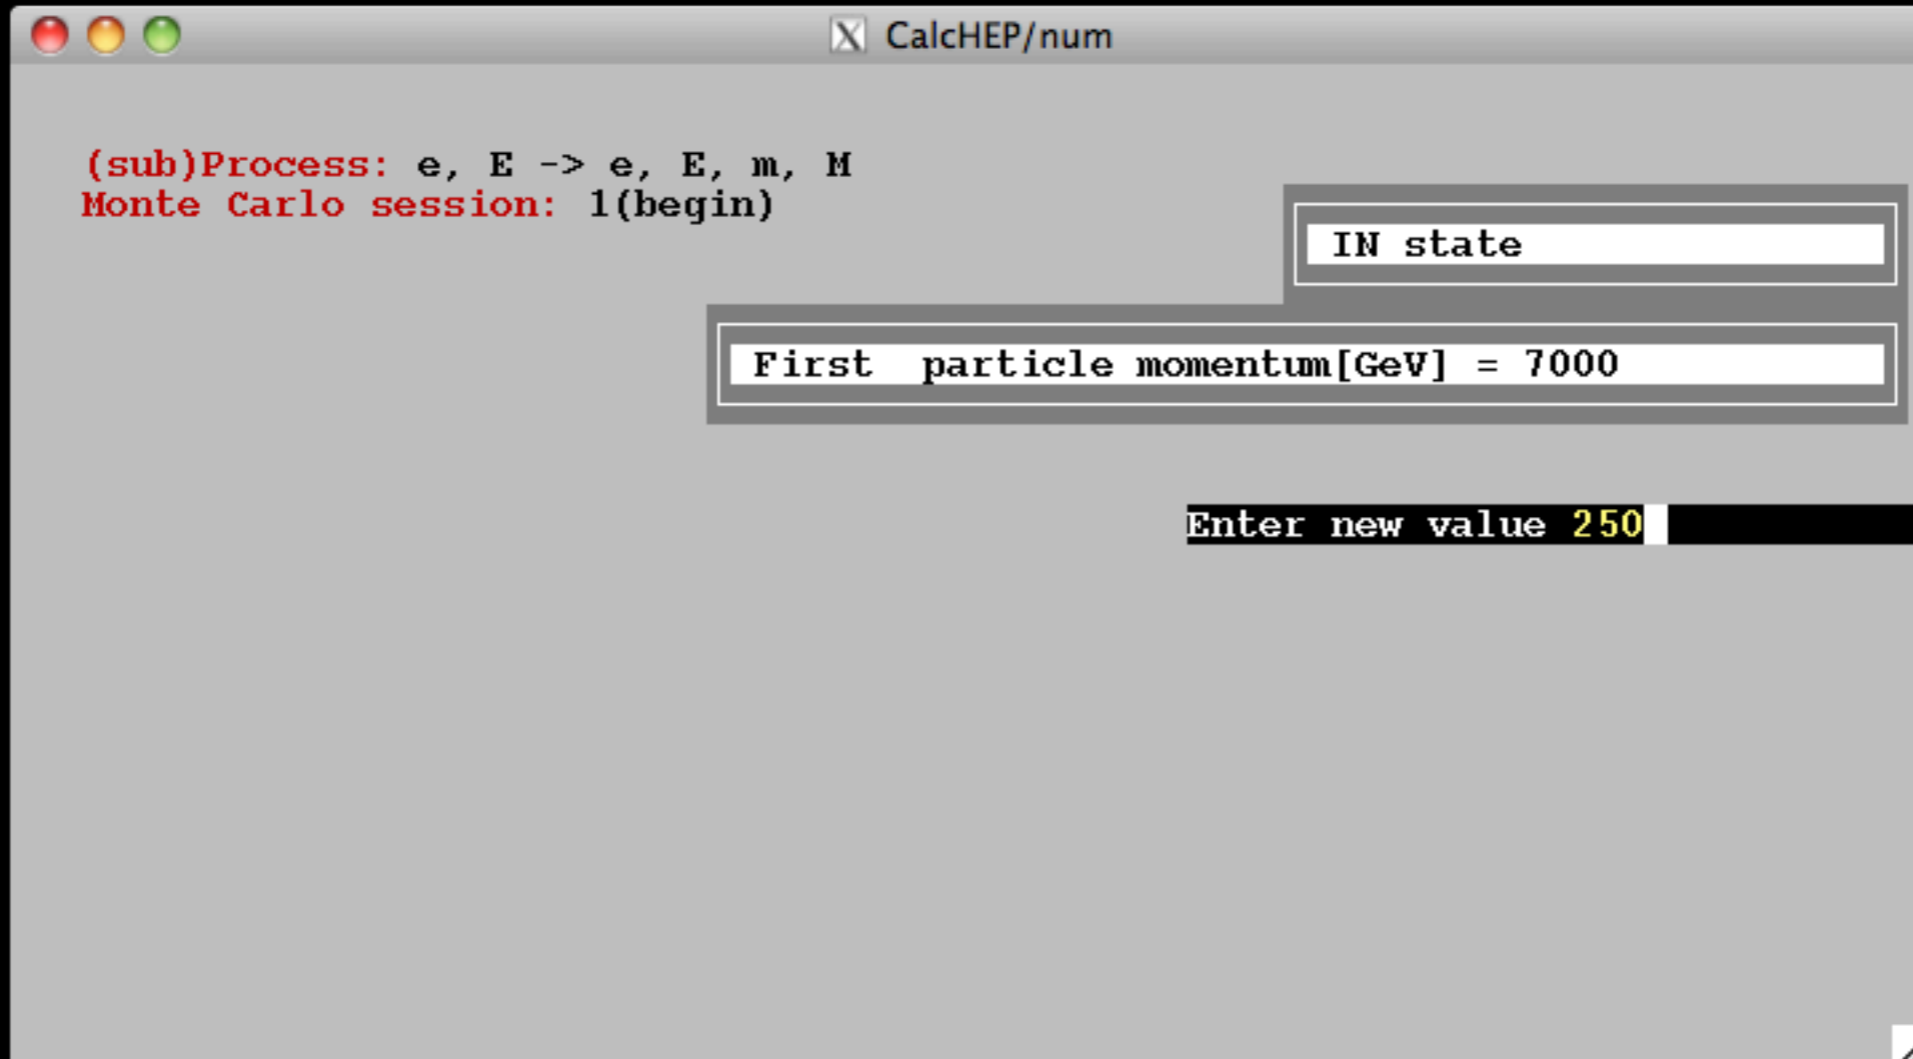 CalcHEP/num
(sub)Process: e, E -> e, E, m, M
Monte Carlo session: 1(begin)
IN state
First particle momentum[GeV] = 7000
Enter new value 250